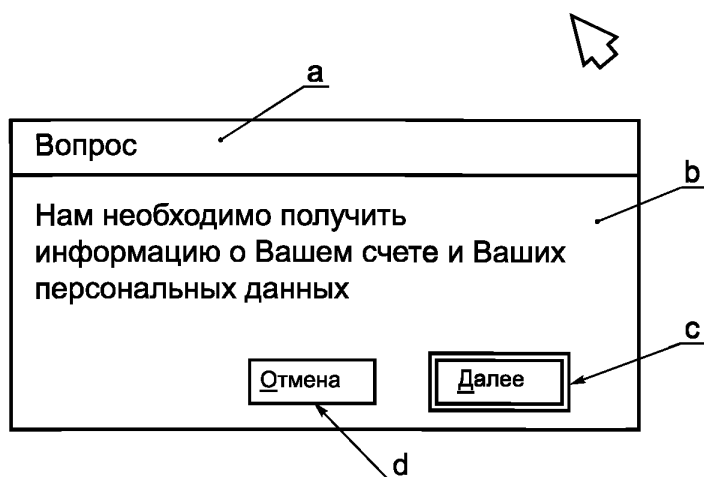 a
Вопрос
b
Нам необходимо получить
информацию о Вашем счете и Ваших
персональных данных
c
Отмена
Далее
d